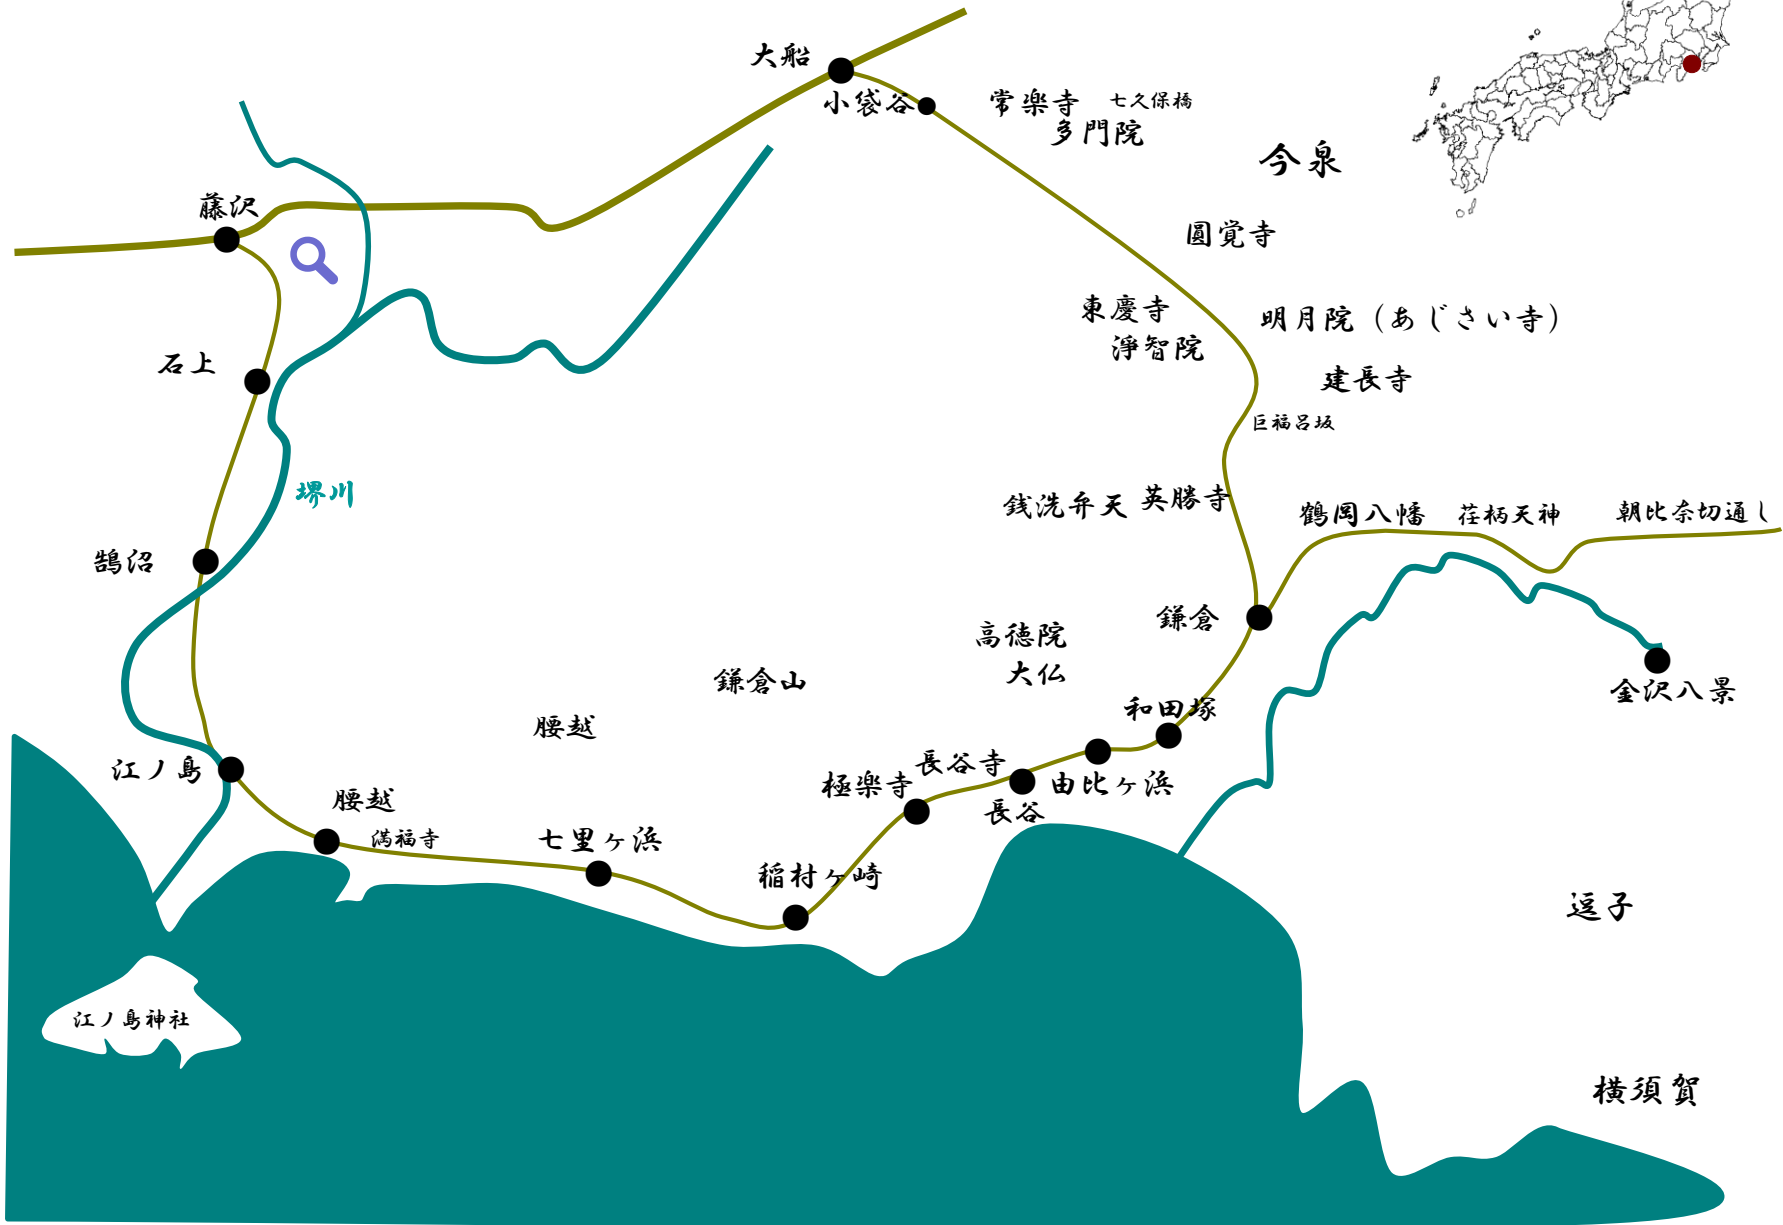 大船
小袋谷
常楽寺
七久保橋
多門院
今泉
藤沢
圓覚寺
東慶寺
明月院（あじさい寺）
淨智院
石上
建長寺
巨福呂坂
堺川
銭洗弁天
英勝寺
鶴岡八幡
荏柄天神
朝比奈切通し
鵠沼
鎌倉
高徳院
大仏
鎌倉山
金沢八景
和田塚
腰越
江ノ島
長谷寺
極楽寺
由比ヶ浜
長谷
腰越
満福寺
七里ヶ浜
稲村ヶ崎
逗子
江ノ島神社
横須賀